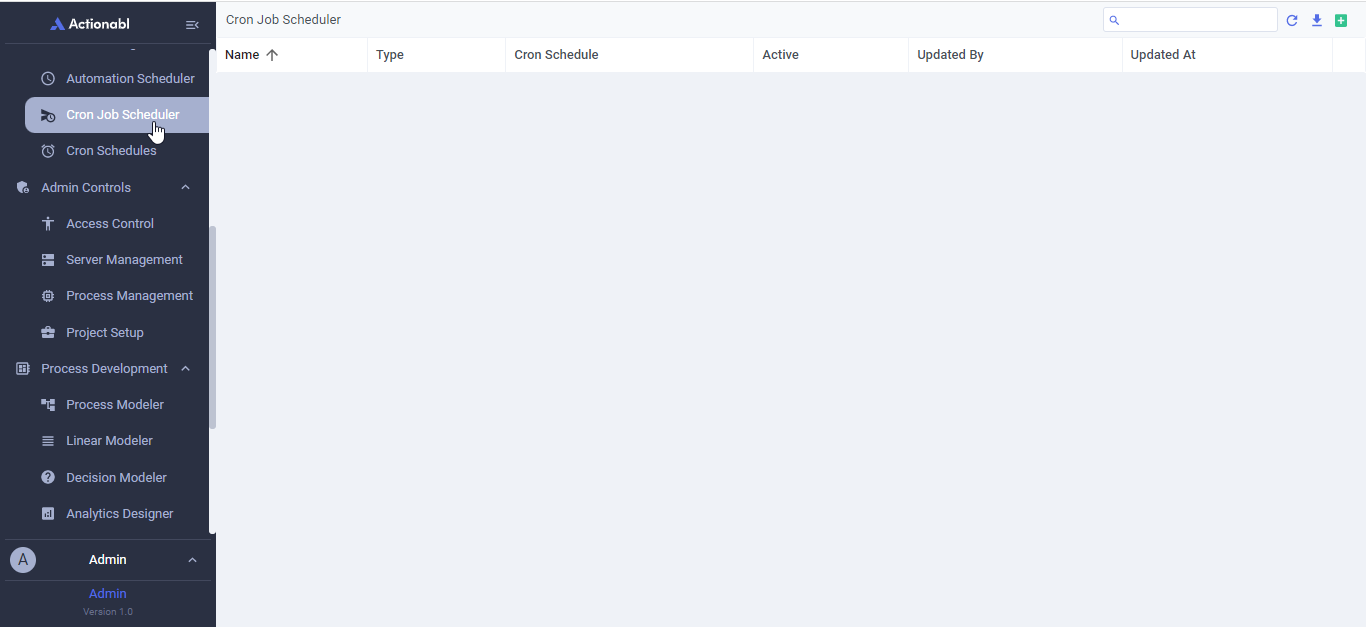 Actionabl
Automation Scheduler
Cron Job Scheduler
Cron Schedules
Admin Controls
Access Control
Server Management
Process Management
Project Setup
Process Development
Process Modeler
Linear Modeler
Decision Modeler
Analytics Designer
A Admin
Admin
Version 1.0
Cron Job Scheduler
Name Type Cron Schedule Active Updated By Updated At